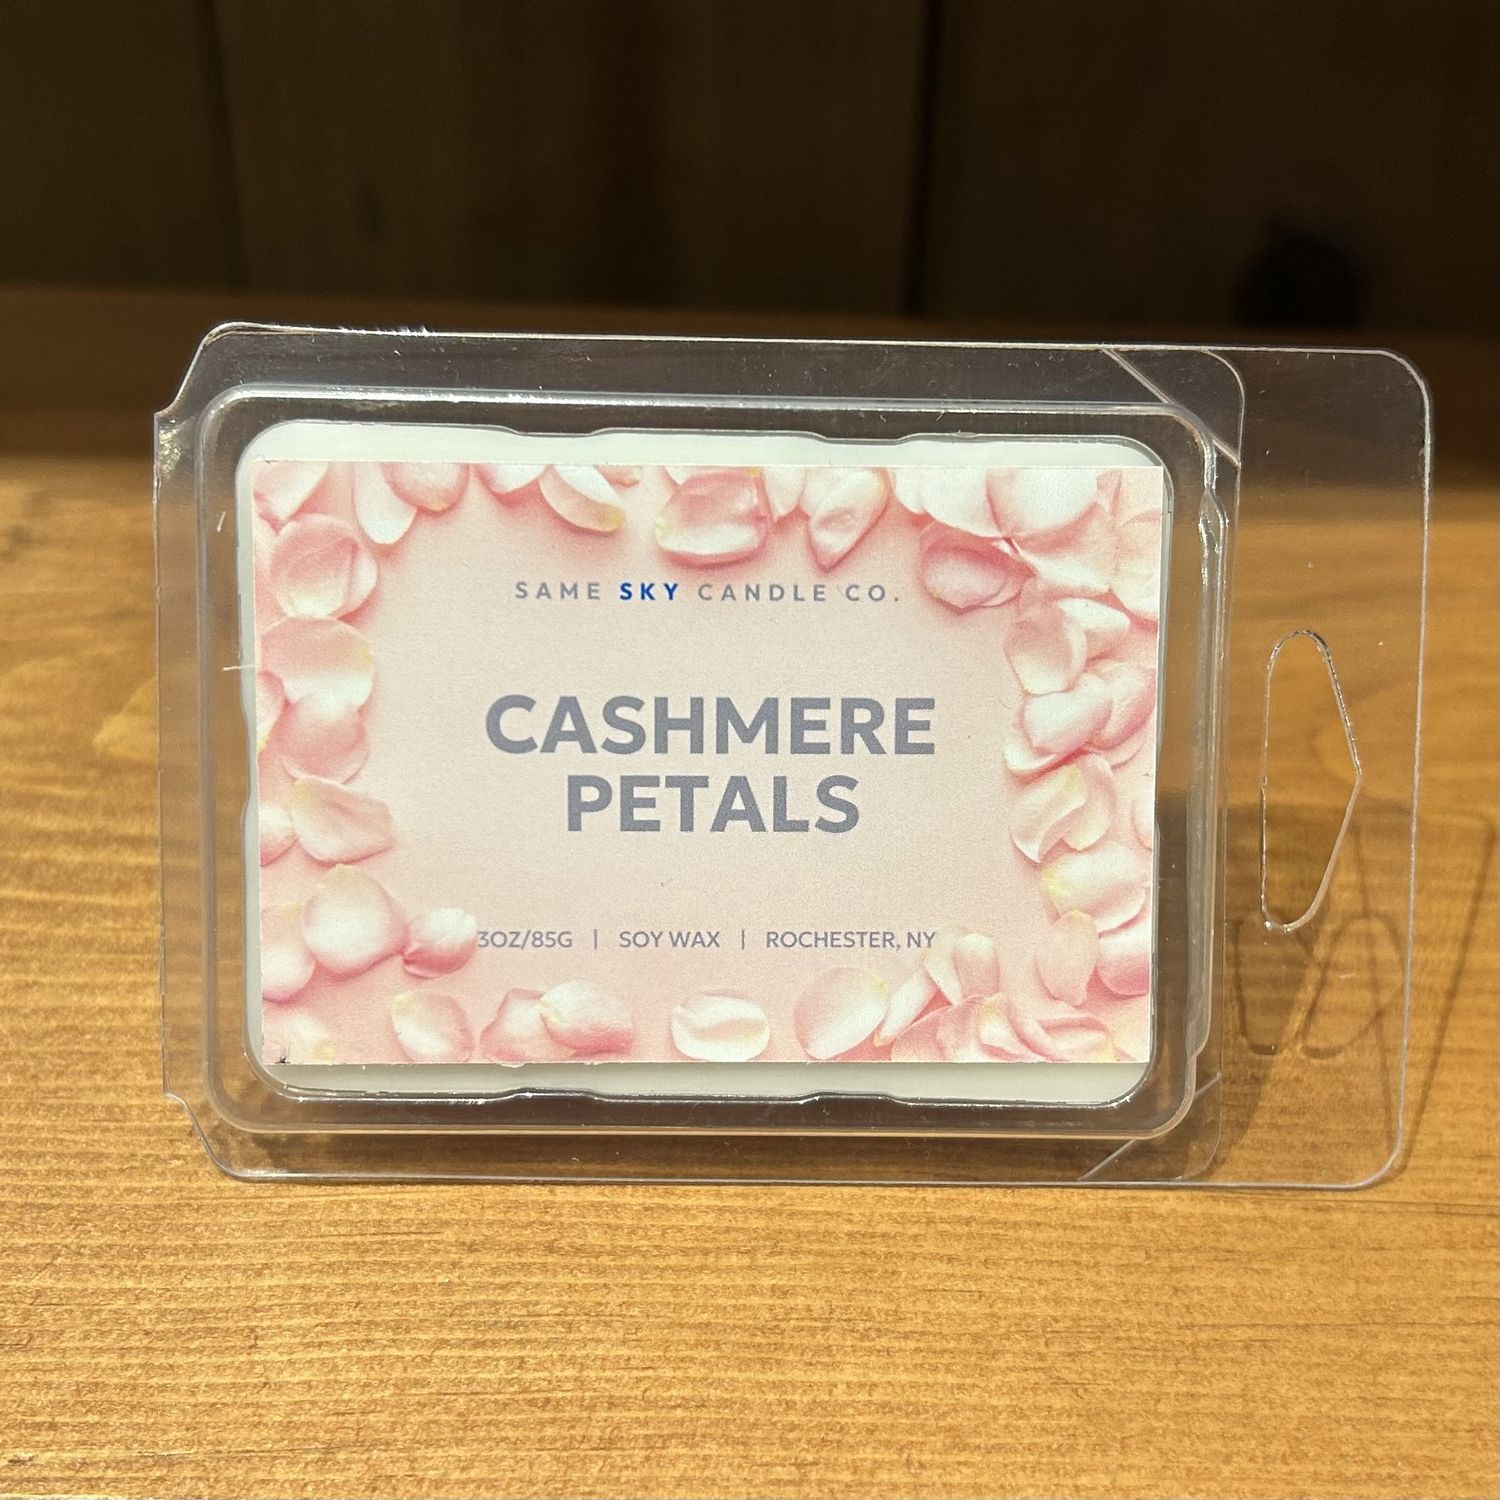 SAME SKY CANDLE CO.
CASHMERE
PETALS
3OZ/85G | SOY WAX | ROCHESTER, NY